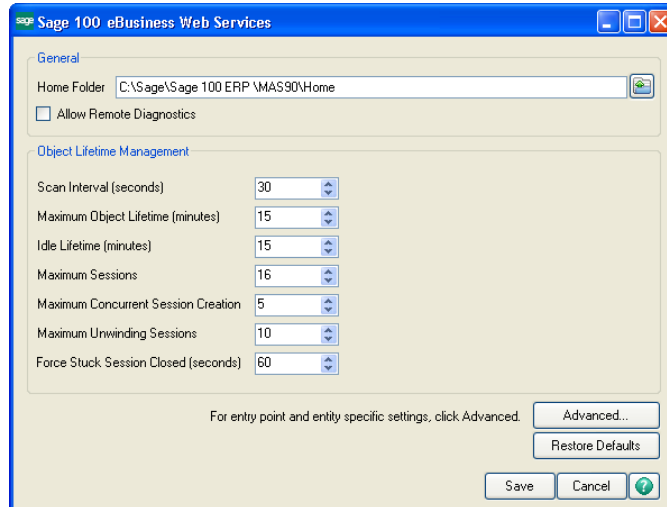 sage Sage 100 eBusiness Web Services
General
Home Folder C:\Sage\Sage 100 ERP \MAS90\Home
Allow Remote Diagnostics
Object Lifetime Management
Scan Interval (seconds) 30
Maximum Object Lifetime (minutes) 15
Idle Lifetime (minutes) 15
Maximum Sessions 16
Maximum Concurrent Session Creation 5
Maximum Unwinding Sessions 10
Force Stuck Session Closed (seconds) 60
For entry point and entity specific settings, click Advanced. Advanced...
Restore Defaults
Save Cancel ?